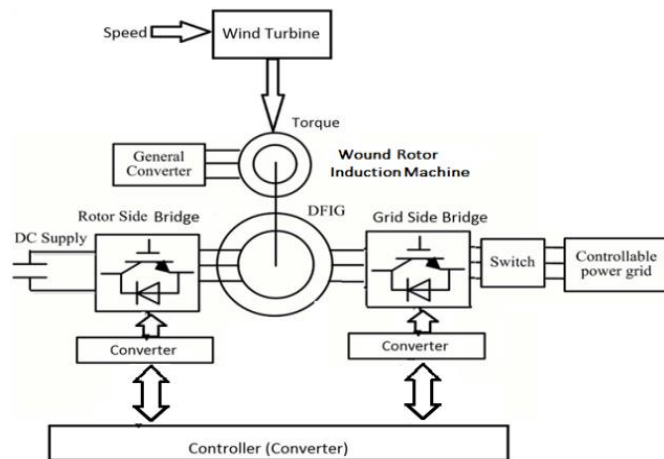 Speed
Wind Turbine
Torque
General
Converter
Wound Rotor
Induction Machine
Rotor Side Bridge
DFIG
Grid Side Bridge
DC Supply
Switch
Controllable
power grid
Converter
Converter
Controller (Converter)